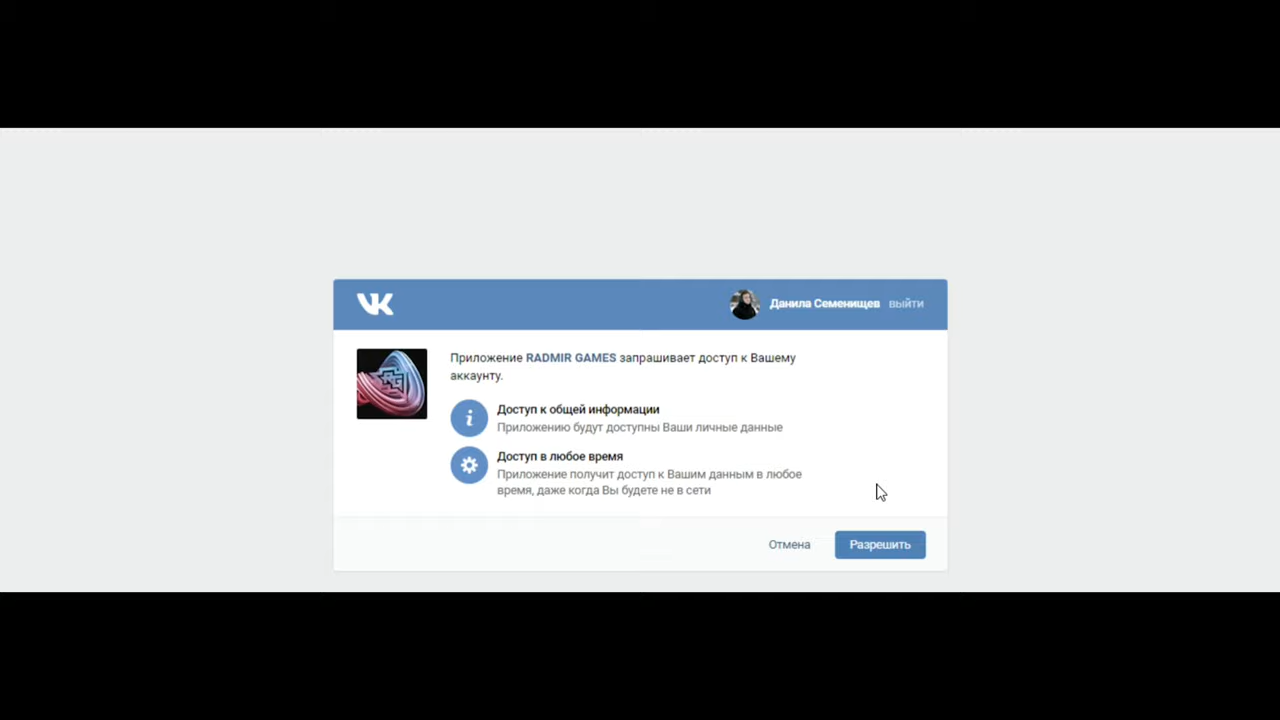 VK
Данила Семенищев выйти
Приложение RADMIR GAMES запрашивает доступ к Вашему
аккаунту.
Доступ к общей информации
Приложению будут доступны Ваши личные данные
Доступ в любое время
Приложение получит доступ к Вашим данным в любое
время, даже когда Вы будете не в сети
Отмена Разрешить